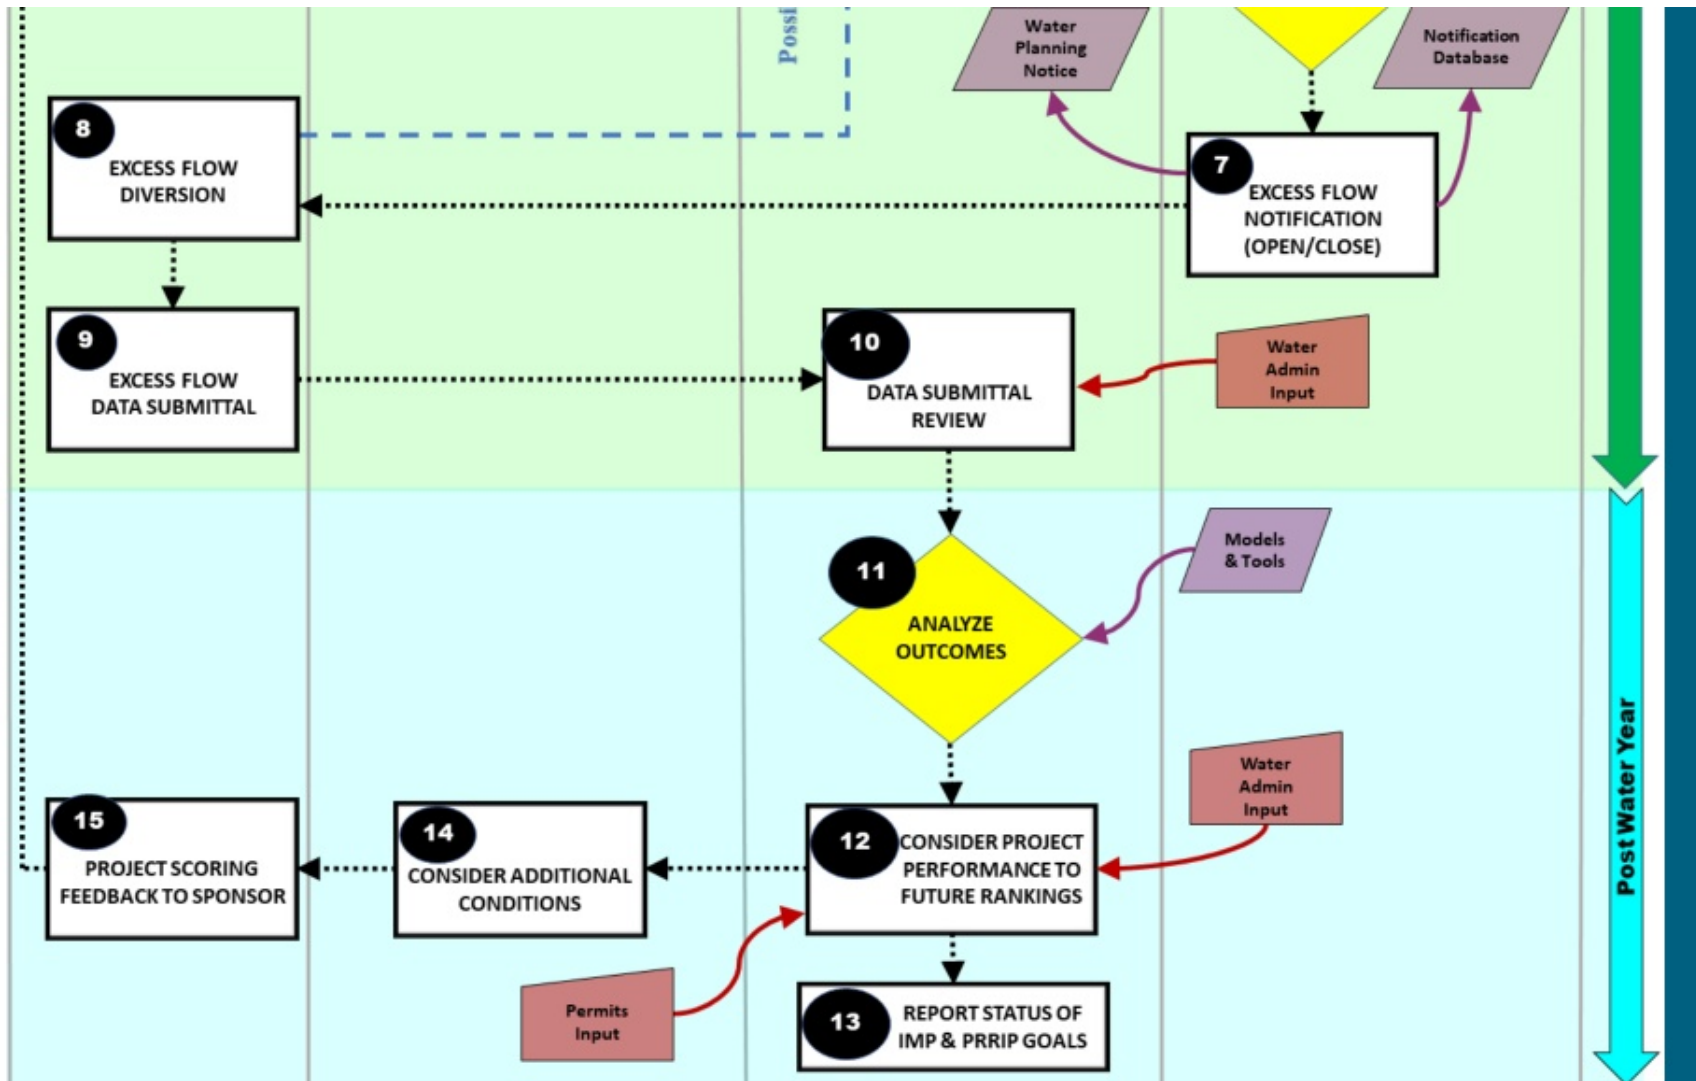 Possi
Water
Planning
Notice
Notification
Database
8
EXCESS FLOW
DIVERSION
7
EXCESS FLOW
NOTIFICATION
(OPEN/CLOSE)
9
EXCESS FLOW
DATA SUBMITTAL
10
DATA SUBMITTAL
REVIEW
Water
Admin
Input
11
ANALYZE
OUTCOMES
Models
& Tools
Post Water Year
15
PROJECT SCORING
FEEDBACK TO SPONSOR
14
CONSIDER ADDITIONAL
CONDITIONS
12
CONSIDER PROJECT
PERFORMANCE TO
FUTURE RANKINGS
Water
Admin
Input
Permits
Input
13
REPORT STATUS OF
IMP & PRRIP GOALS